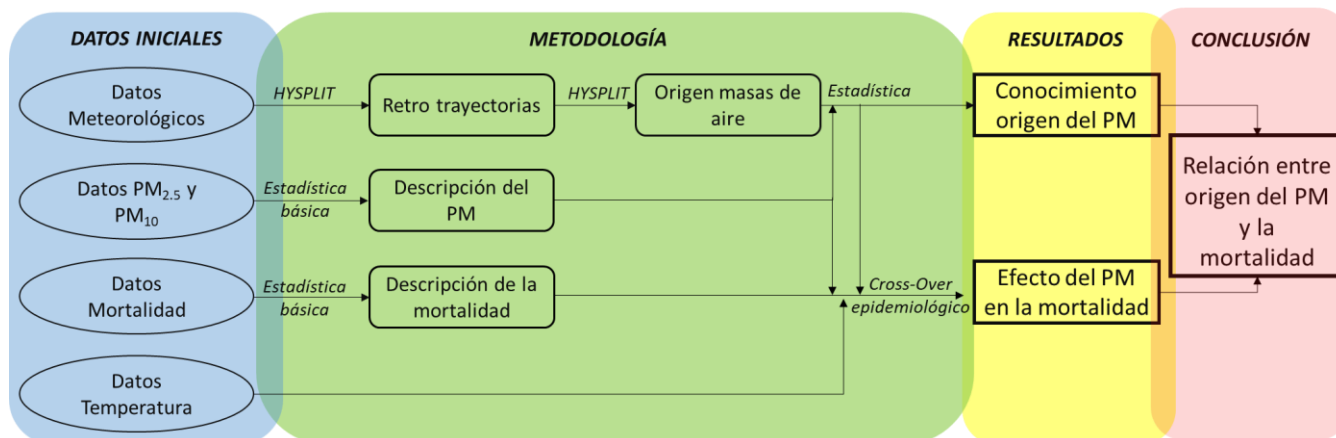 DATOS INICIALES
METODOLOGÍA
RESULTADOS
CONCLUSIÓN
Datos
Meteorológicos
HYSPLIT
Retro trayectorias
HYSPLIT
Origen masas de
aire
Estadística
Conocimiento
origen del PM
Datos PM2.5 y
PM10
Estadística
básica
Descripción del
PM
Relación entre
origen del PM
y la
mortalidad
Datos
Mortalidad
Estadística
básica
Descripción de la
mortalidad
Cross-Over
epidemiológico
Efecto del PM
en la mortalidad
Datos
Temperatura